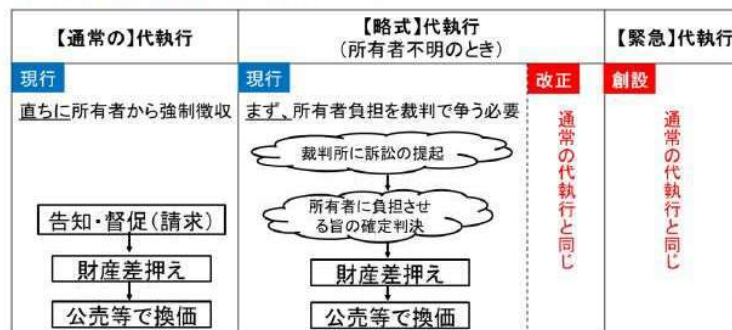 【通常の】代執行
現行
直ちに所有者から強制徴収
告知・督促(請求)
財産差押え
公売等で換価
【略式】代執行
(所有者不明のとき)
現行
まず、所有者負担を裁判で争う必要
裁判所に訴訟の提起
所有者に負担させ
る旨の確定判決
財産差押え
公売等で換価
改正
通常の代執行と同じ
【緊急】代執行
創設
通常の代執行と同じ